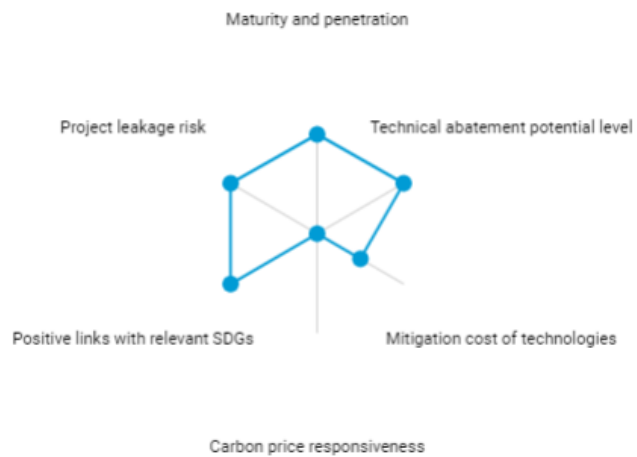 Maturity and penetration
Project leakage risk
Technical abatement potential level
Positive links with relevant SDGs
Mitigation cost of technologies
Carbon price responsiveness